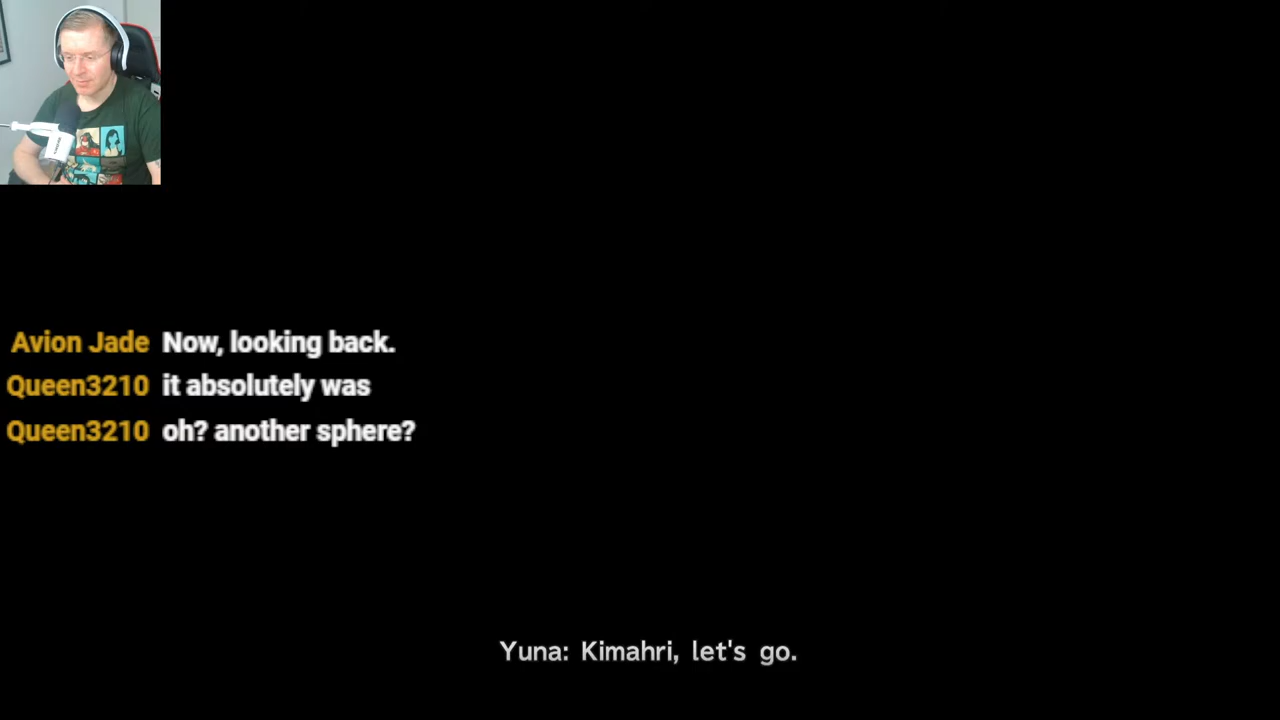 Avion Jade Now, looking back.
Queen3210 it absolutely was
Queen3210 oh? another sphere?
Yuna: Kimahri, let's go.